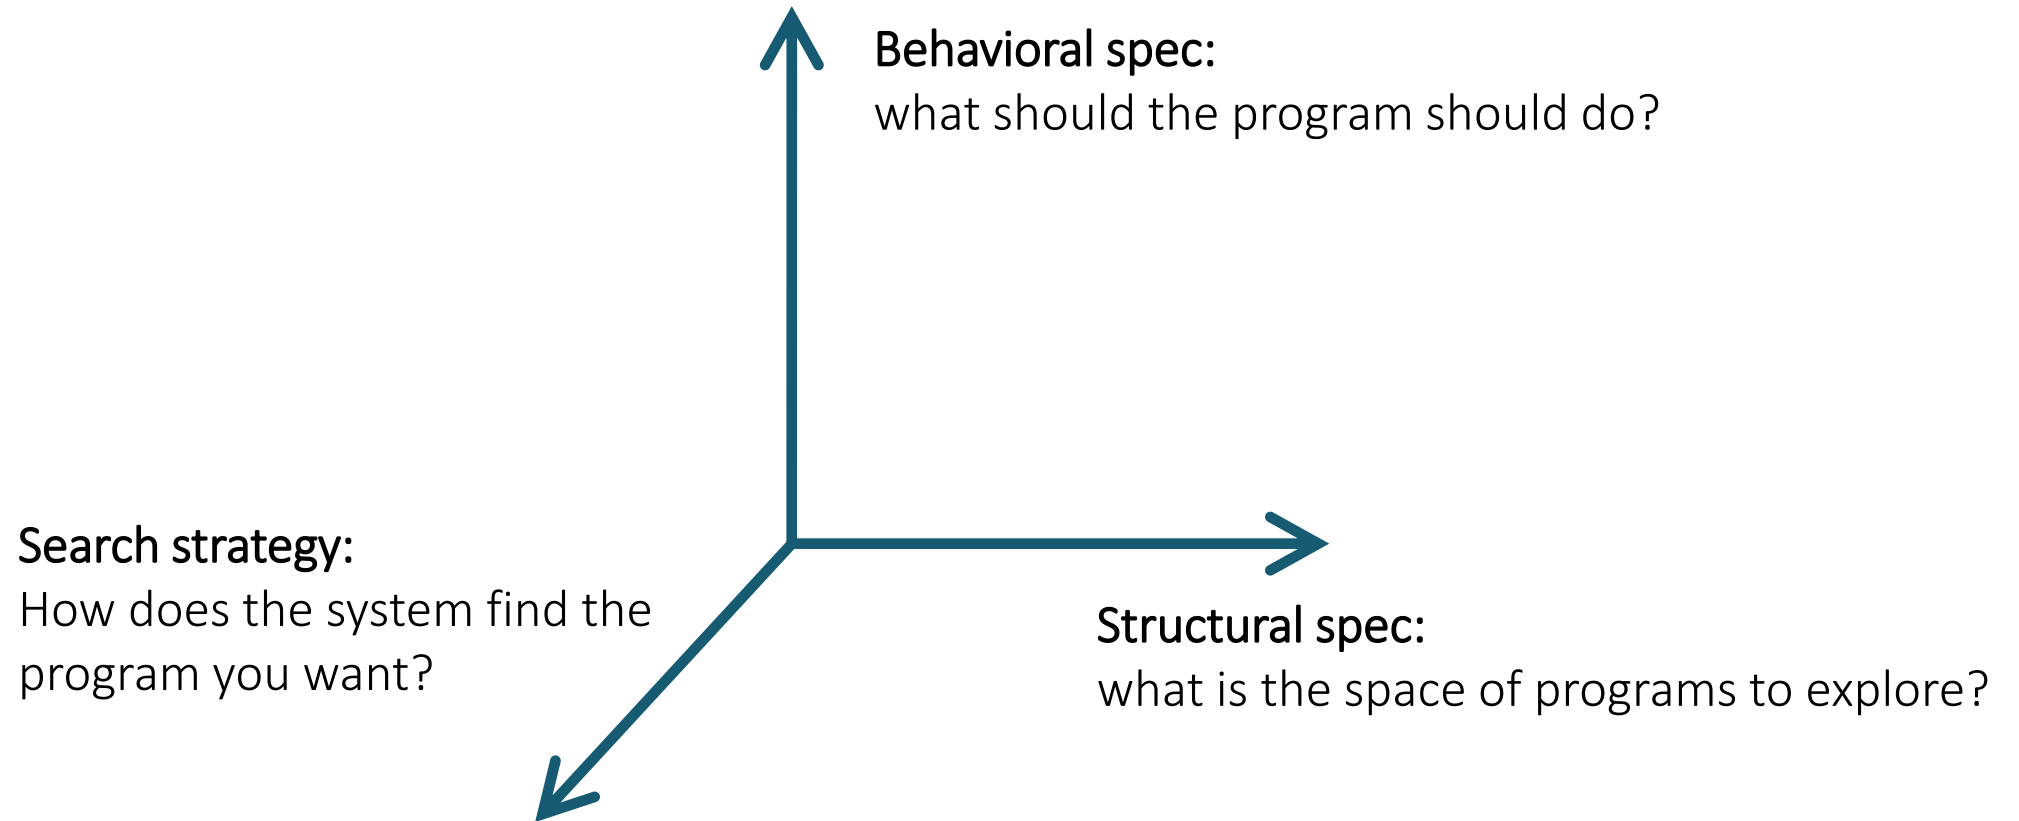 Behavioral spec:
what should the program should do?
Search strategy:
How does the system find the
program you want?
Structural spec:
what is the space of programs to explore?